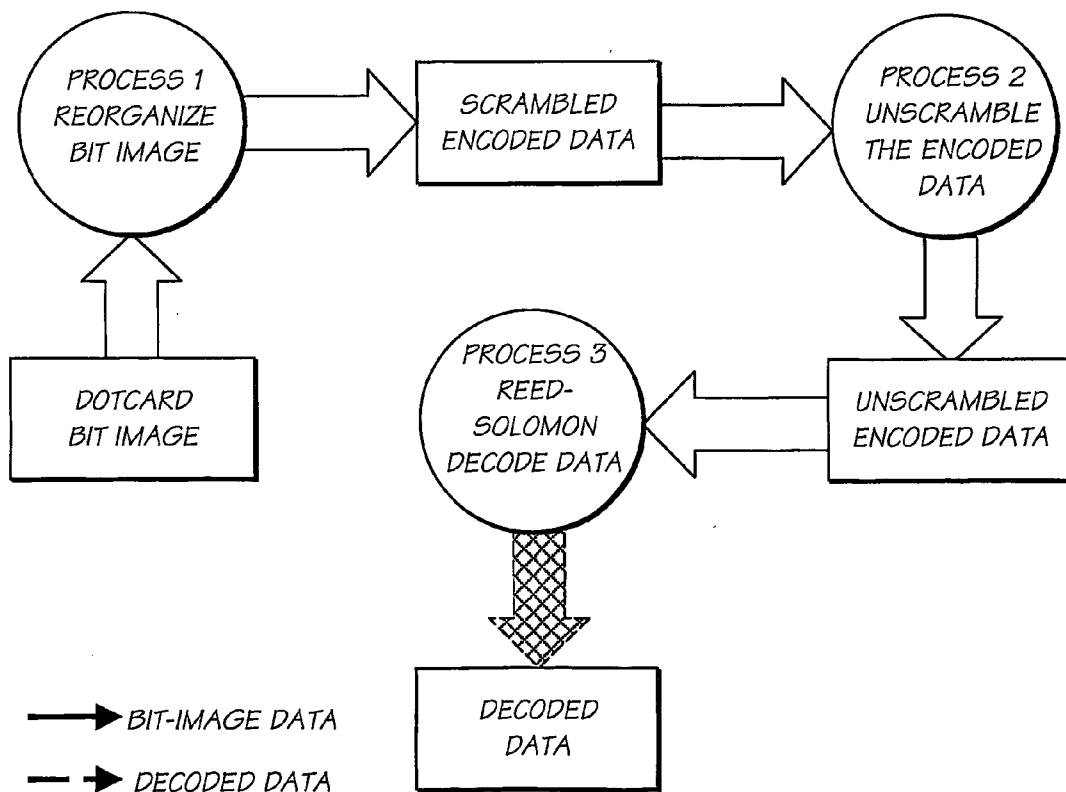 PROCESS 1
REORGANIZE
BIT IMAGE
SCRAMBLED
ENCODED DATA
PROCESS 2
UNSCRAMBLE
THE ENCODED
DATA
DOTCARD
BIT IMAGE
PROCESS 3
REED-
SOLOMON
DECODE DATA
UNSCRAMBLED
ENCODED DATA
DECODED
DATA
BIT-IMAGE DATA
DECODED DATA